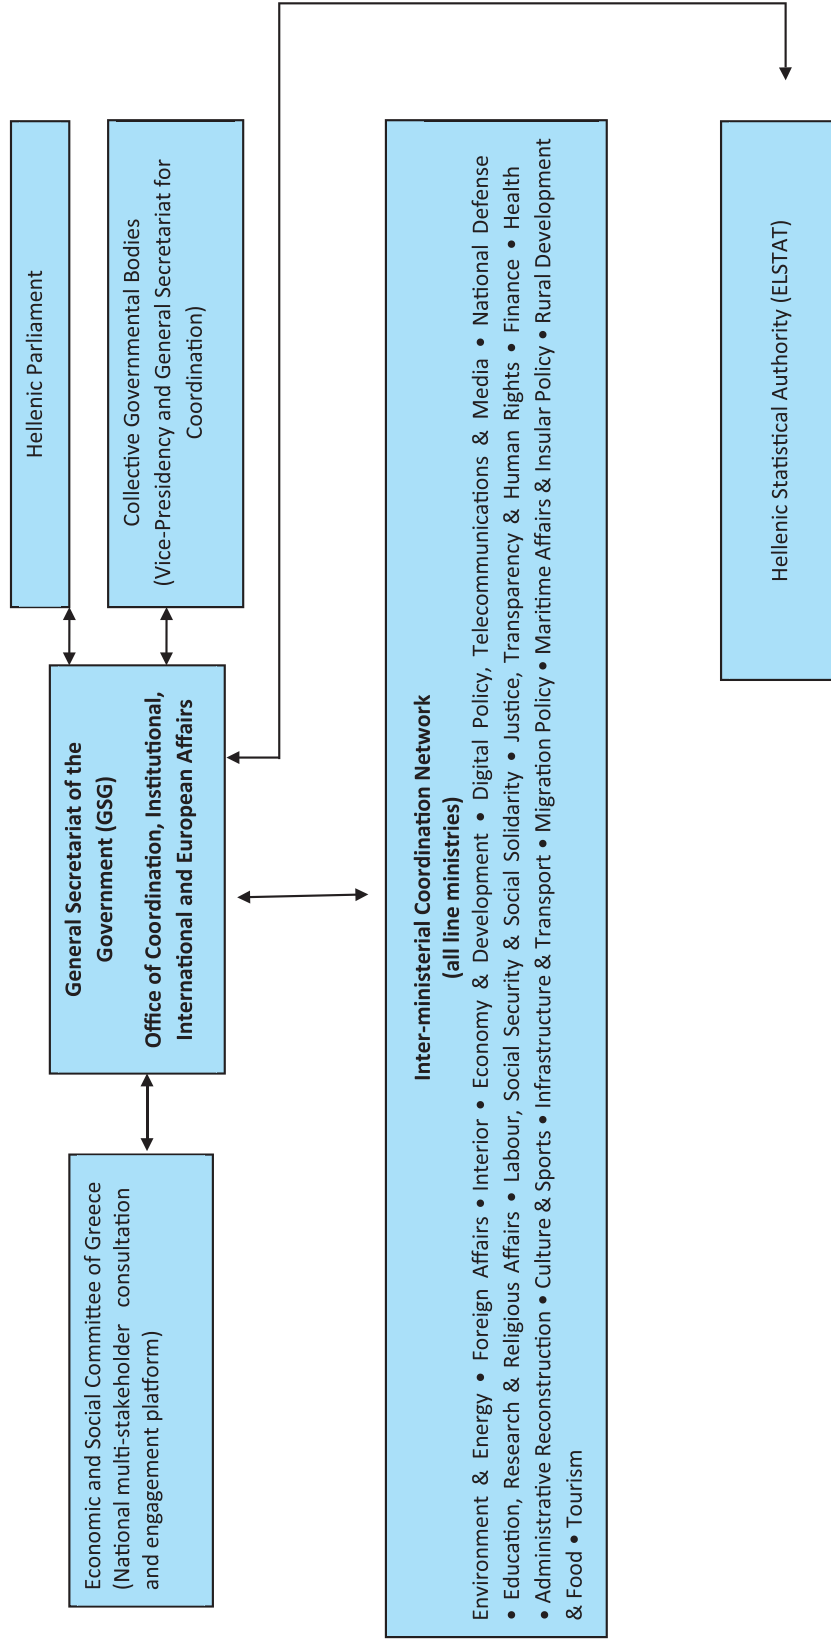 Economic and Social Committee of Greece
(National multi-stakeholder consultation
and engagement platform)
General Secretariat of the
Government (GSG)
Office of Coordination, Institutional,
International and European Affairs
Hellenic Parliament
Collective Governmental Bodies
(Vice-Presidency and General Secretariat for
Coordination)
Inter-ministerial Coordination Network
(all line ministries)
Environment & Energy • Foreign Affairs • Interior • Economy & Development • Digital Policy, Telecommunications & Media • National Defense
• Education, Research & Religious Affairs • Labour, Social Security & Social Solidarity • Justice, Transparency & Human Rights • Finance • Health
• Administrative Reconstruction • Culture & Sports • Infrastructure & Transport • Migration Policy • Maritime Affairs & Insular Policy • Rural Development
& Food • Tourism
Hellenic Statistical Authority (ELSTAT)